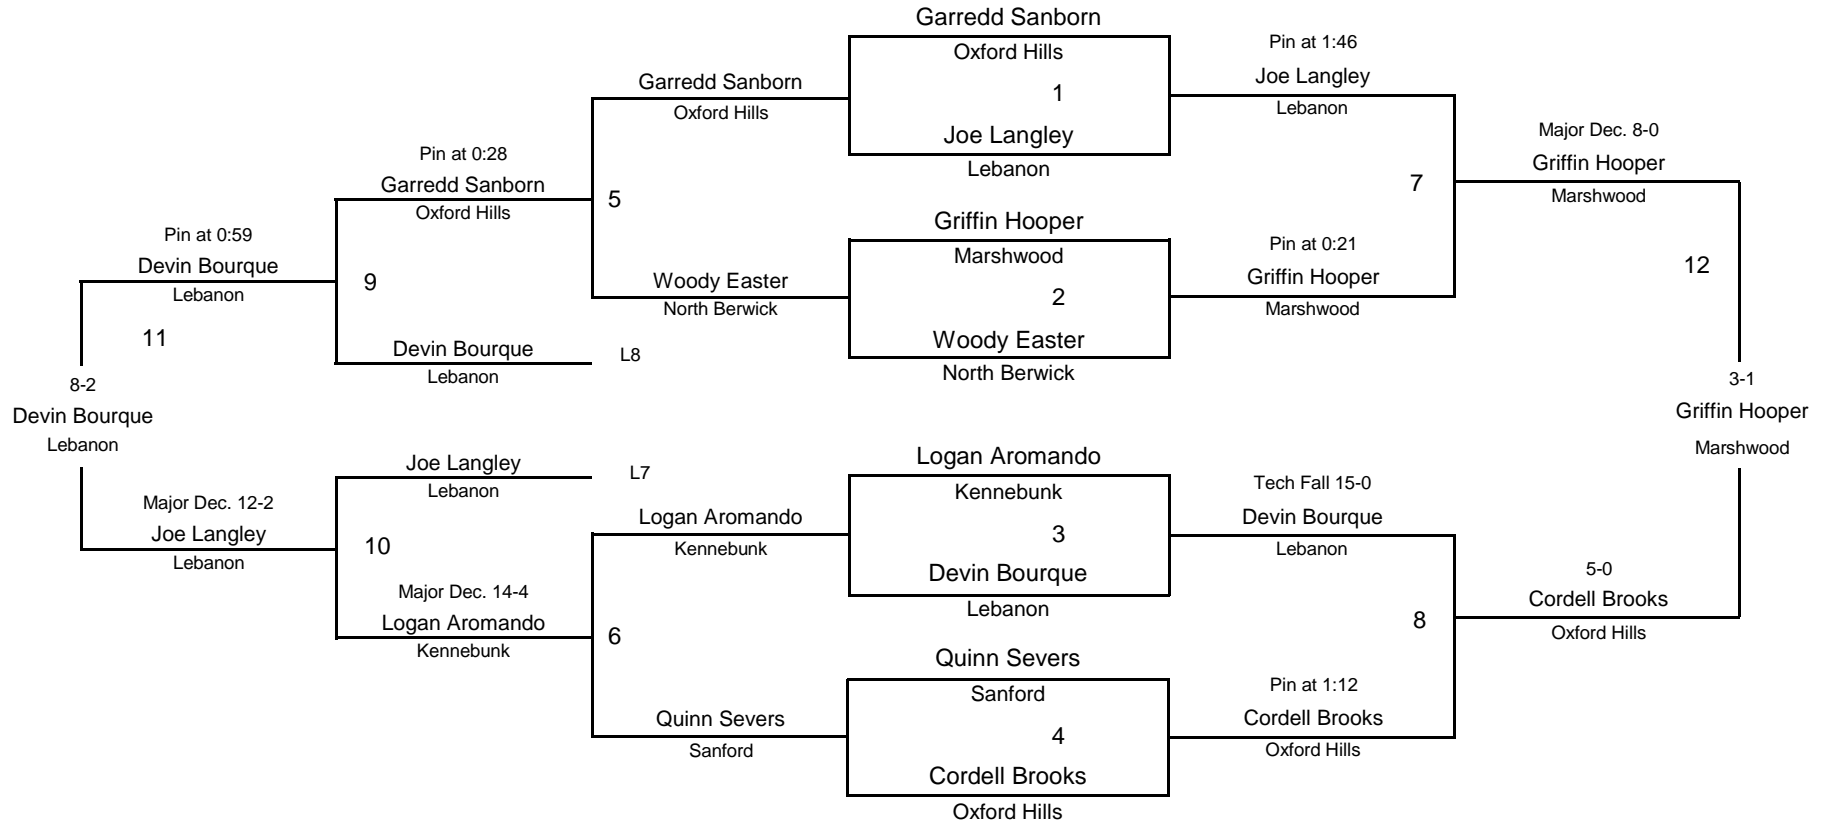 Garredd Sanborn
Oxford Hills
1
Joe Langley
Lebanon
Griffin Hooper
Marshwood
2
Woody Easter
North Berwick
Logan Aromando
Kennebunk
3
Devin Bourque
Lebanon
Quinn Severs
Sanford
4
Cordell Brooks
Oxford Hills
Pin at 1:46
Joe Langley
Lebanon
7
Pin at 0:21
Griffin Hooper
Marshwood
Tech Fall 15-0
Devin Bourque
Lebanon
8
Pin at 1:12
Cordell Brooks
Oxford Hills
Major Dec. 8-0
Griffin Hooper
Marshwood
12
5-0
Cordell Brooks
Oxford Hills
3-1
Griffin Hooper
Marshwood
Garredd Sanborn
Oxford Hills
5
Woody Easter
North Berwick
Logan Aromando
Kennebunk
6
Quinn Severs
Sanford
Pin at 0:28
Garredd Sanborn
Oxford Hills
9
Devin Bourque
L8
Lebanon
Joe Langley
L7
Lebanon
10
Major Dec. 14-4
Logan Aromando
Kennebunk
Pin at 0:59
Devin Bourque
Lebanon
11
Major Dec. 12-2
Joe Langley
Lebanon
8-2
Devin Bourque
Lebanon